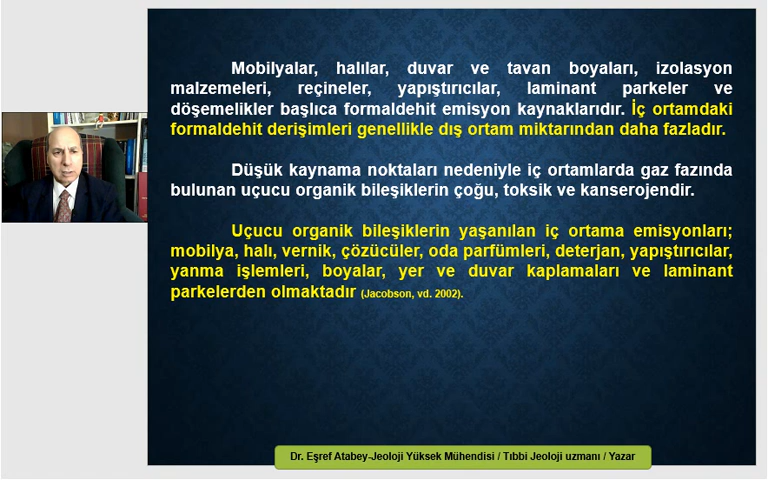 Mobilyalar, halılar, duvar ve tavan boyaları, izolasyon
malzemeleri, reçineler, yapıştırıcılar, laminant parkeler ve
döşemelikler başlıca formaldehit emisyon kaynaklarıdır. İç ortamdaki
formaldehit derişimleri genellikle dış ortam miktarından daha fazladır.
Düşük kaynama noktaları nedeniyle iç ortamlarda gaz fazında
bulunan uçucu organik bileşiklerin çoğu, toksik ve kanserojendir.
Uçucu organik bileşiklerin yaşanılan iç ortama emisyonları;
mobilya, halı, vernik, çözücüler, oda parfümleri, deterjan, yapıştırıcılar,
yanma işlemleri, boyalar, yer ve duvar kaplamaları ve laminant
parkelerden olmaktadır (Jacobson, vd. 2002).
Dr. Eşref Atabey-Jeoloji Yüksek Mühendisi / Tıbbi Jeoloji uzmanı / Yazar